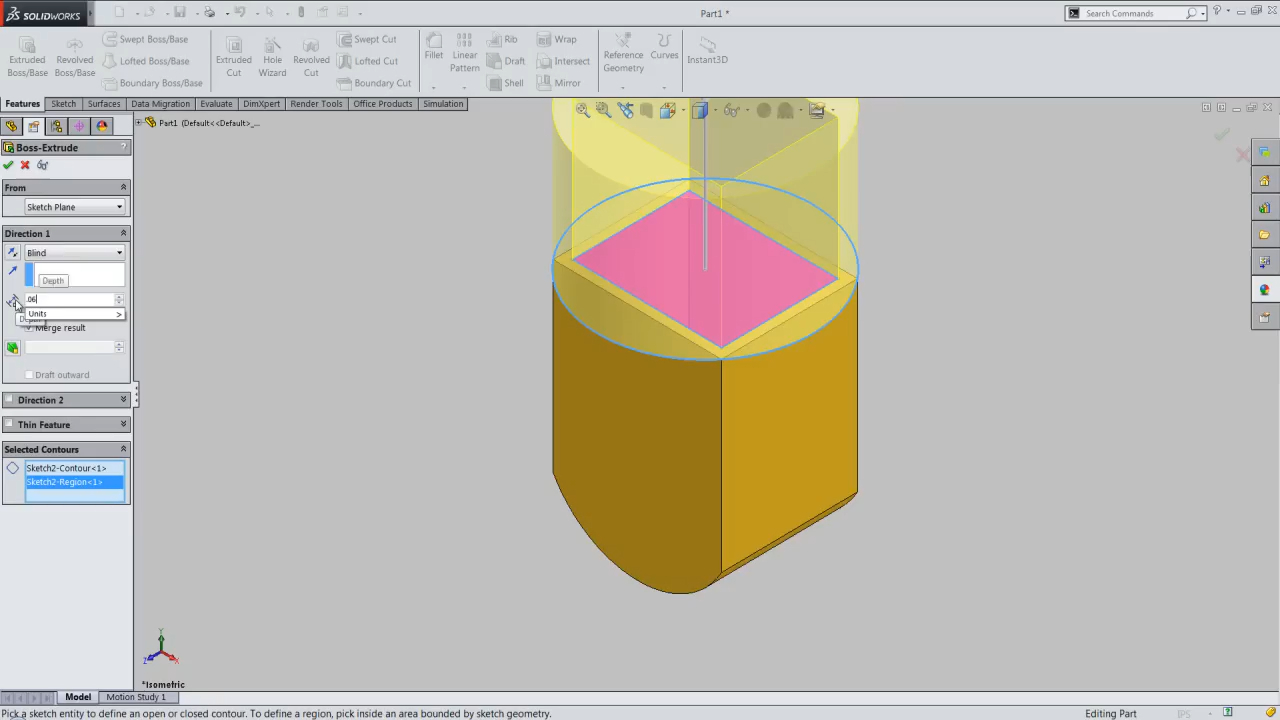 SOLIDWORKS
Part1 *
Search Commands
Extruded Boss/Base
Revolved Boss/Base
Swept Boss/Base
Lofted Boss/Base
Boundary Boss/Base
Extruded Cut
Hole Wizard
Revolved Cut
Swept Cut
Lofted Cut
Boundary Cut
Fillet
Linear Pattern
Rib
Draft
Shell
Wrap
Intersect
Mirror
Reference Geometry
Curves
Instant3D
Features
Sketch
Surfaces
Data Migration
Evaluate
DimXpert
Render Tools
Office Products
Simulation
Part1 (Default<<Default>_...
Boss-Extrude
?
From
Sketch Plane
Direction 1
Blind
Depth
.06
Units >
Merge result
Draft outward
Direction 2
Thin Feature
Selected Contours
Sketch2-Contour<1>
Sketch2-Region<1>
Y
Z
X
*Isometric
Model
Motion Study 1
Pick a sketch entity to define an open or closed contour. To define a region, pick inside an area bounded by sketch geometry.
Editing Part
IPS